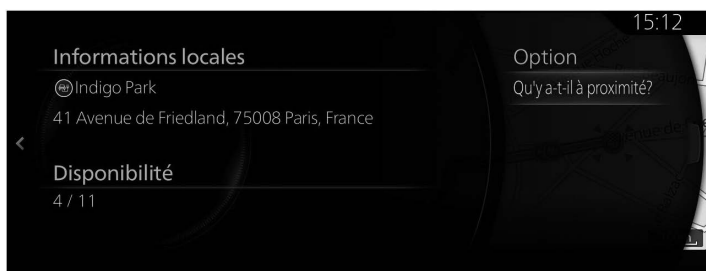 15:12
Informations locales
Indigo Park
41 Avenue de Friedland, 75008 Paris, France
Disponibilité
4 / 11
Option
Qu'y a-t-il à proximité?